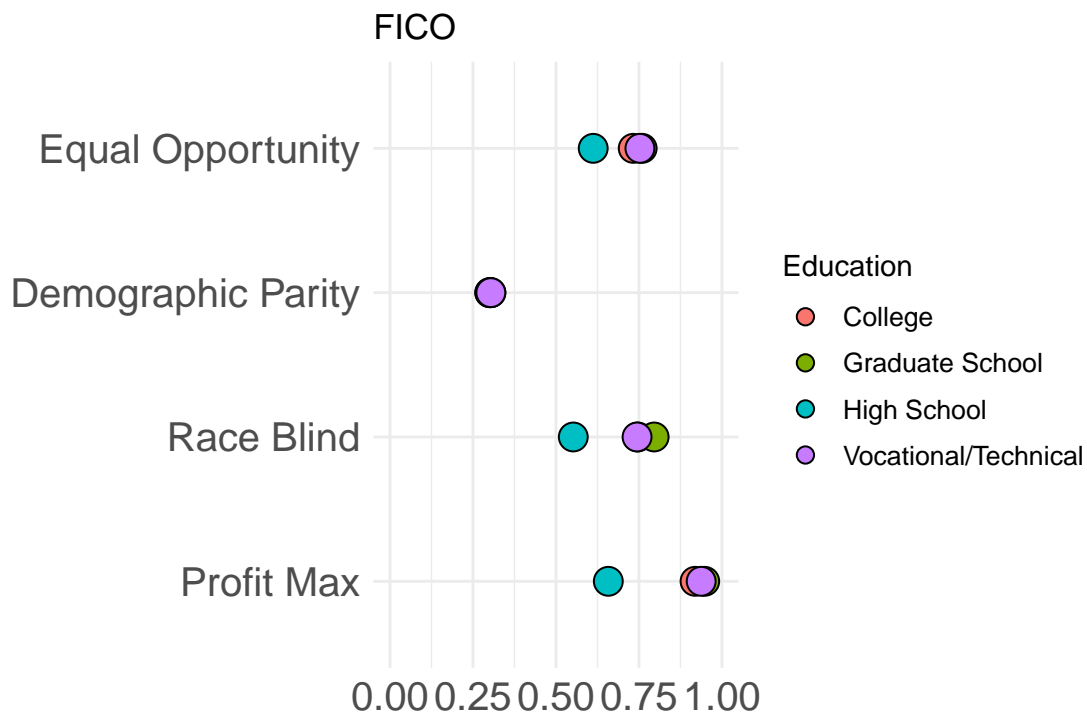 FICO
Equal Opportunity
Demographic Parity
Race Blind
Profit Max
0.00 0.25 0.50 0.75 1.00
Education
College
Graduate School
High School
Vocational/Technical